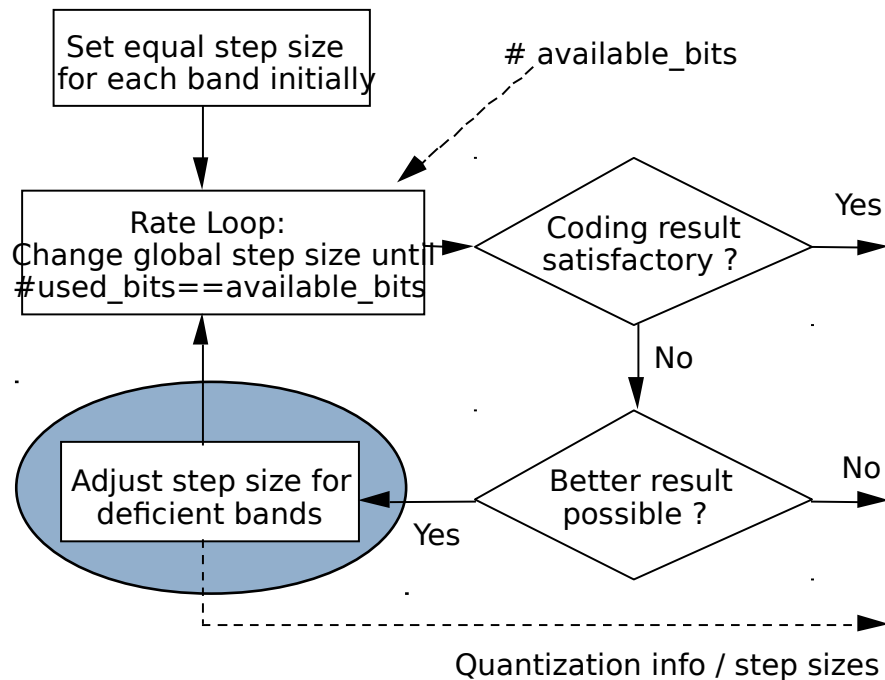 Set equal step size
for each band initially
# available_bits
Rate Loop:
Change global step size until
#used_bits==available_bits
Coding result
satisfactory ?
Yes
No
Adjust step size for
deficient bands
Yes
Better result
possible ?
No
Quantization info / step sizes